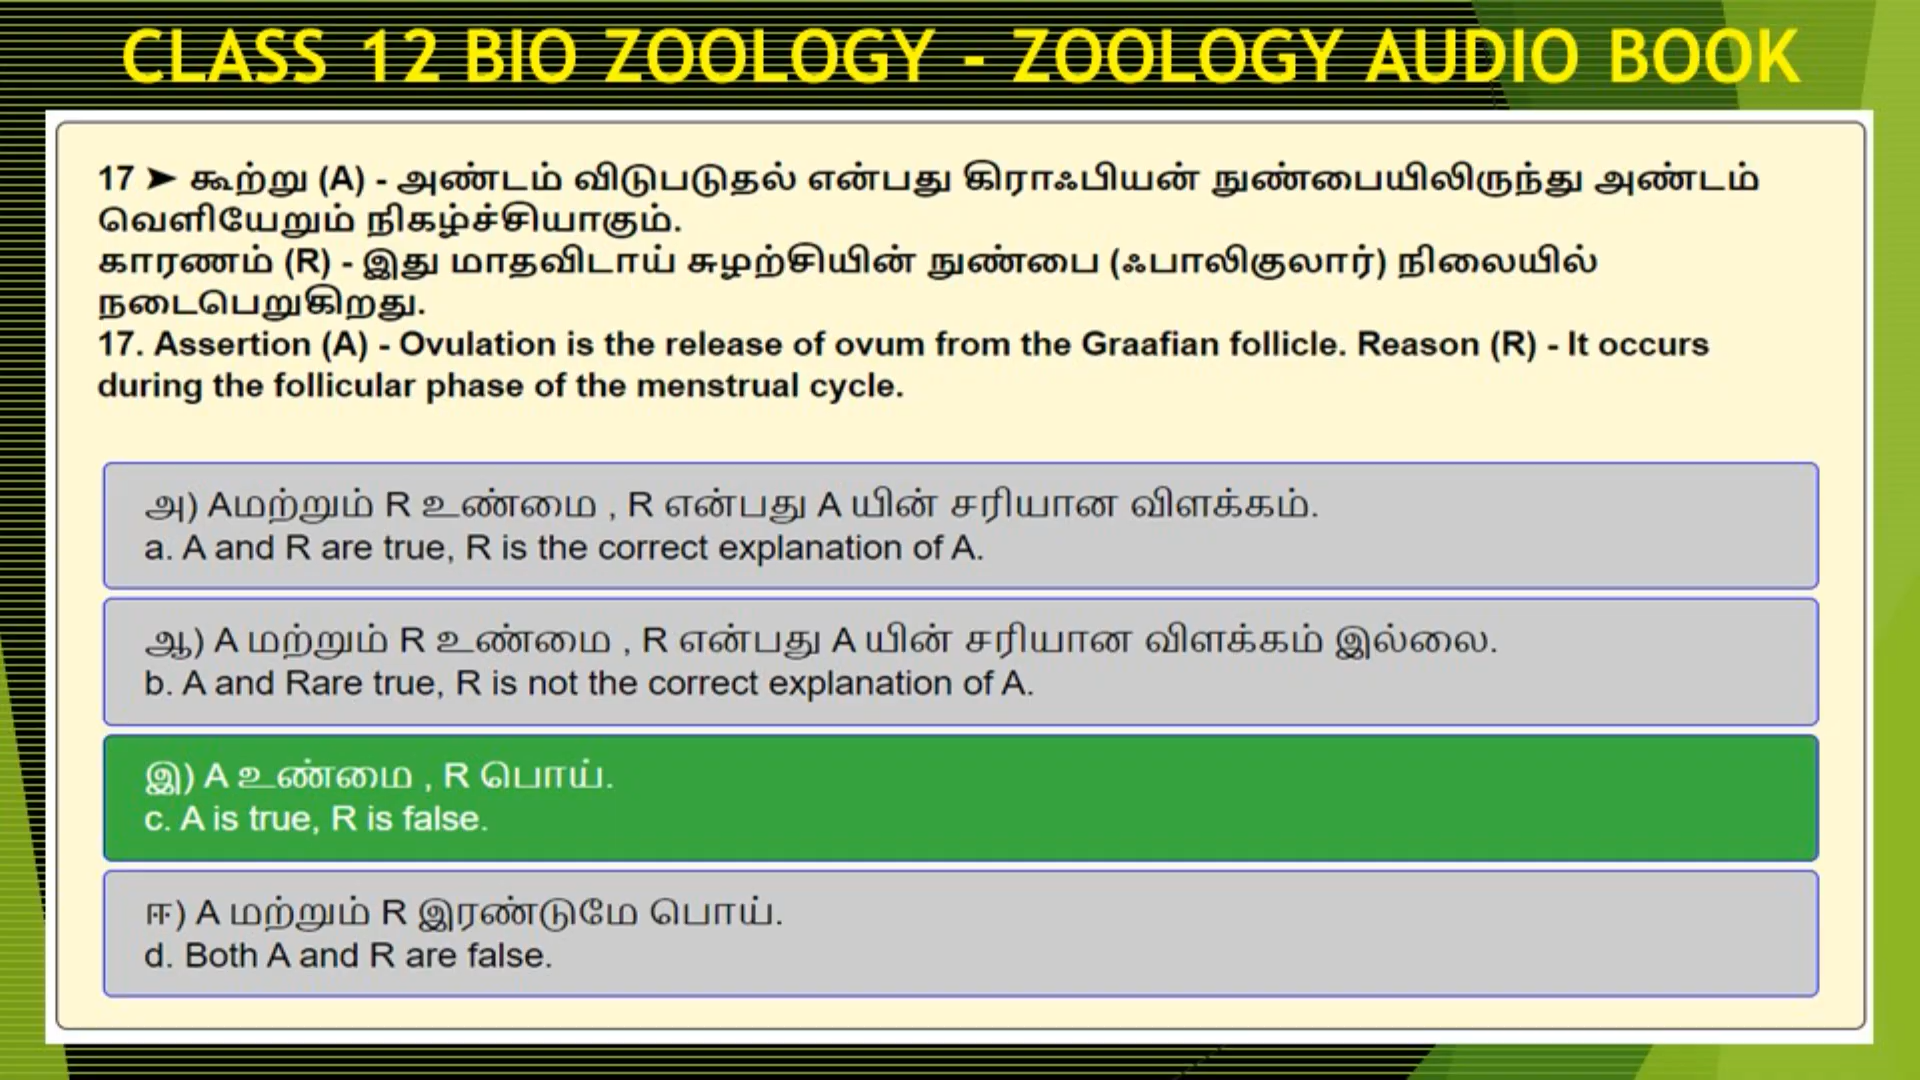 CLASS 12 BIO ZOOLOGY - ZOOLOGY AUDIO BOOK
17 ➤ கூற்று (A) - அண்டம் விடுபடுதல் என்பது கிராஃபியன் நுண்பையிலிருந்து அண்டம்
வெளியேறும் நிகழ்ச்சியாகும்.
காரணம் (R) - இது மாதவிடாய் சுழற்சியின் நுண்பை (ஃபாலிகுலார்) நிலையில்
நடைபெறுகிறது.
17. Assertion (A) - Ovulation is the release of ovum from the Graafian follicle. Reason (R) - It occurs
during the follicular phase of the menstrual cycle.
அ) Aமற்றும் R உண்மை , R என்பது A யின் சரியான விளக்கம்.
a. A and R are true, R is the correct explanation of A.
ஆ) A மற்றும் R உண்மை , R என்பது A யின் சரியான விளக்கம் இல்லை.
b. A and Rare true, R is not the correct explanation of A.
இ) A உண்மை , R பொய்.
c. A is true, R is false.
ஈ) A மற்றும் R இரண்டுமே பொய்.
d. Both A and R are false.